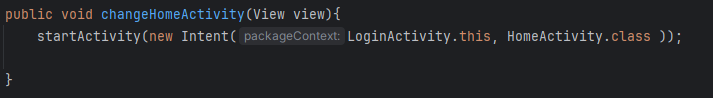 public void changeHomeActivity(View view){
startActivity(new Intent( packageContext: LoginActivity.this, HomeActivity.class ));
}